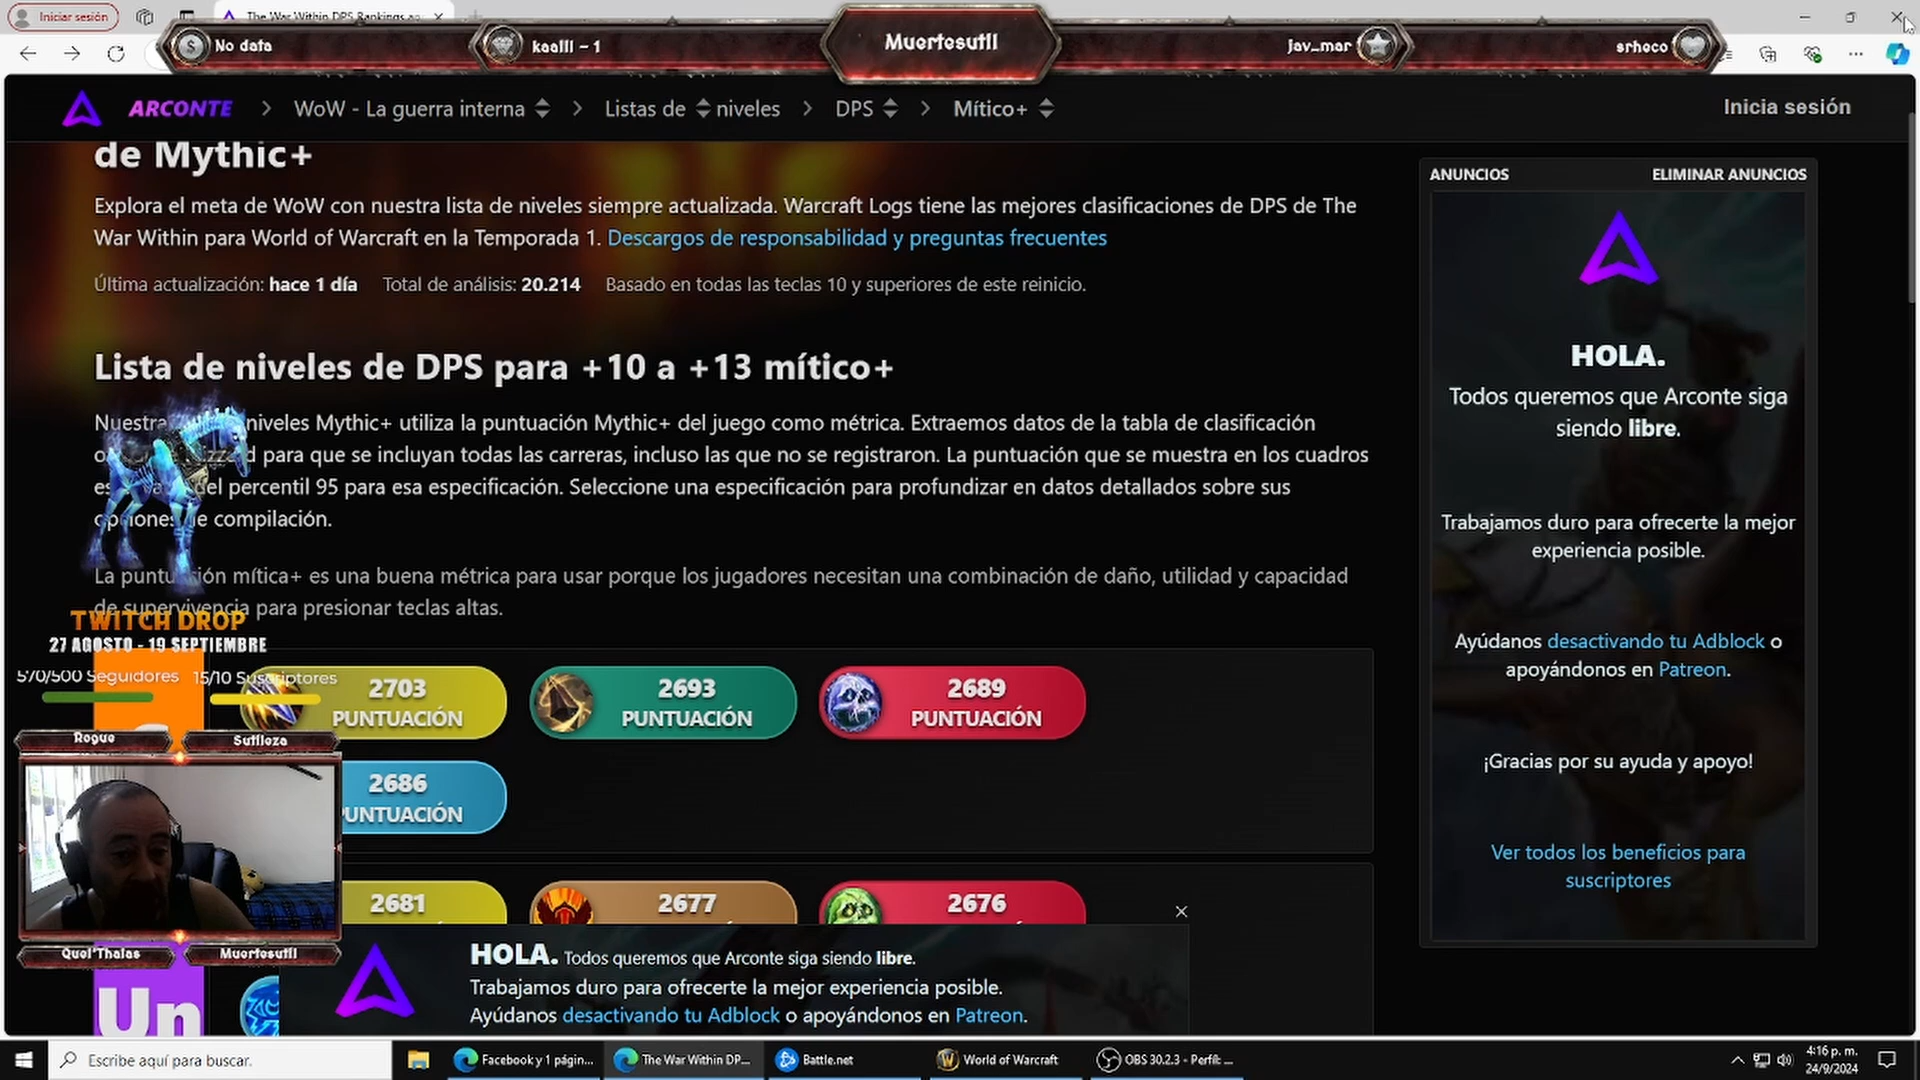 Iniciar sesión
The War Within DPS Rankings
No data
kaalll - 1
Muertesutil
jav_mar
srheco
ARCONTE
WoW - La guerra interna
Listas de niveles
DPS
Mítico+
Inicia sesión
de Mythic+
Explora el meta de WoW con nuestra lista de niveles siempre actualizada. Warcraft Logs tiene las mejores clasificaciones de DPS de The
War Within para World of Warcraft en la Temporada 1. Descargos de responsabilidad y preguntas frecuentes
Última actualización: hace 1 día Total de análisis: 20.214 Basado en todas las teclas 10 y superiores de este reinicio.
Lista de niveles de DPS para +10 a +13 mítico+
Nuestra niveles Mythic+ utiliza la puntuación Mythic+ del juego como métrica. Extraemos datos de la tabla de clasificación
para que se incluyan todas las carreras, incluso las que no se registraron. La puntuación que se muestra en los cuadros
del percentil 95 para esa especificación. Seleccione una especificación para profundizar en datos detallados sobre sus
opciones de compilación.
La puntuación mítica+ es una buena métrica para usar porque los jugadores necesitan una combinación de daño, utilidad y capacidad
de supervivencia para presionar teclas altas.
TWITCH DROP
27 AGOSTO - 19 SEPTIEMBRE
570/500 Seguidores 15/10 Suscriptores
2703
PUNTUACIÓN
2693
PUNTUACIÓN
2689
PUNTUACIÓN
2686
PUNTUACIÓN
2681
2677
2676
Rogue
Sutileza
Quel'Thalas
Muertesutil
Un
HOLA. Todos queremos que Arconte siga siendo libre.
Trabajamos duro para ofrecerte la mejor experiencia posible.
Ayúdanos desactivando tu Adblock o apoyándonos en Patreon.
ANUNCIOS
ELIMINAR ANUNCIOS
HOLA.
Todos queremos que Arconte siga
siendo libre.
Trabajamos duro para ofrecerte la mejor
experiencia posible.
Ayúdanos desactivando tu Adblock o
apoyándonos en Patreon.
¡Gracias por su ayuda y apoyo!
Ver todos los beneficios para
suscriptores
Escribe aquí para buscar.
Facebook y 1 págin...
The War Within DP...
Battle.net
World of Warcraft
OBS 30.2.3 - Perfil: ...
4:16 p. m.
24/9/2024